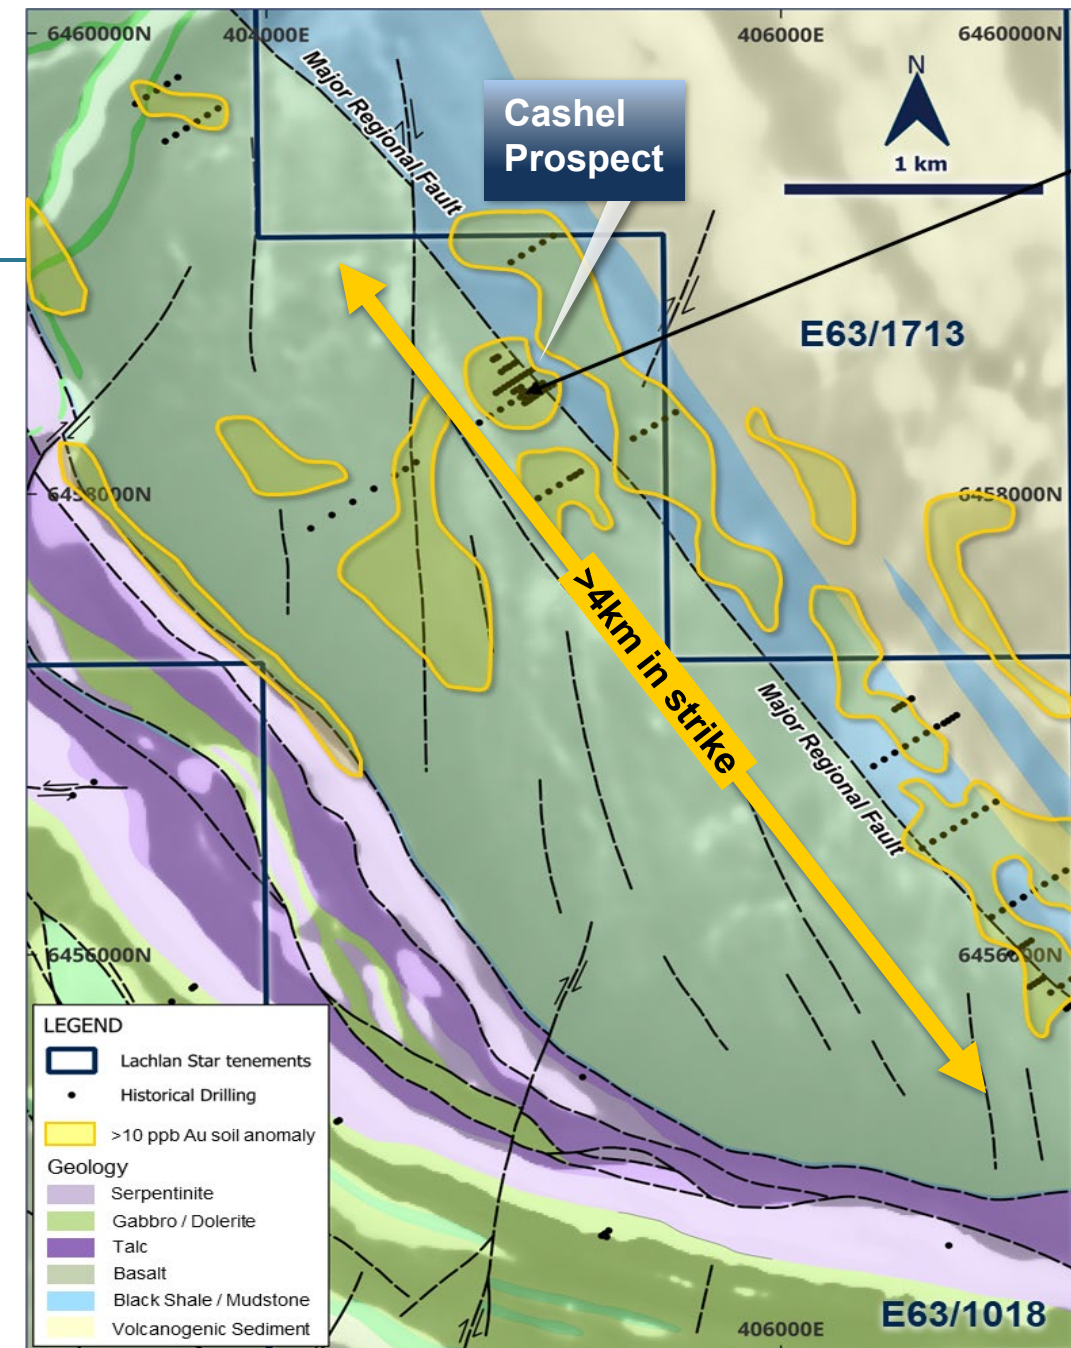 6460000N
404000E
406000E
6460000N
Major Regional Fault
N
1 km
Cashel
Prospect
E63/1713
6458000N
6458000N
>4km in strike
Major Regional Fault
6456000N
6456000N
LEGEND
Lachlan Star tenements
Historical Drilling
>10 ppb Au soil anomaly
Geology
Serpentinite
Gabbro / Dolerite
Talc
Basalt
Black Shale / Mudstone
Volcanogenic Sediment
E63/1018
406000E